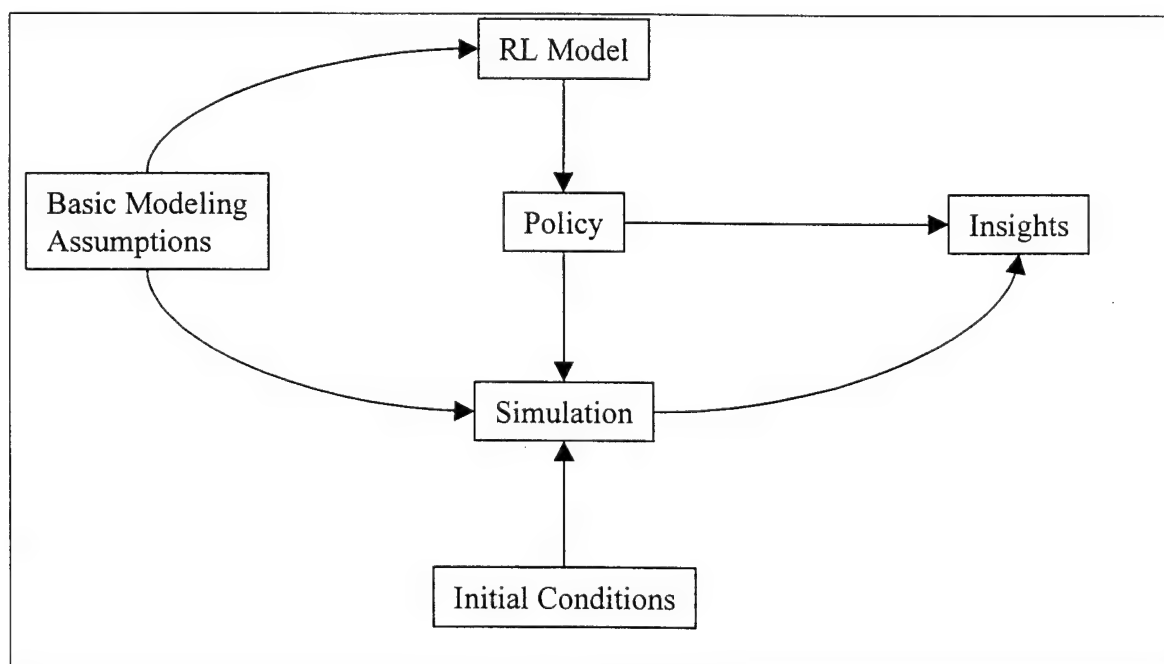 RL Model
Basic Modeling
Assumptions
Policy
Insights
Simulation
Initial Conditions